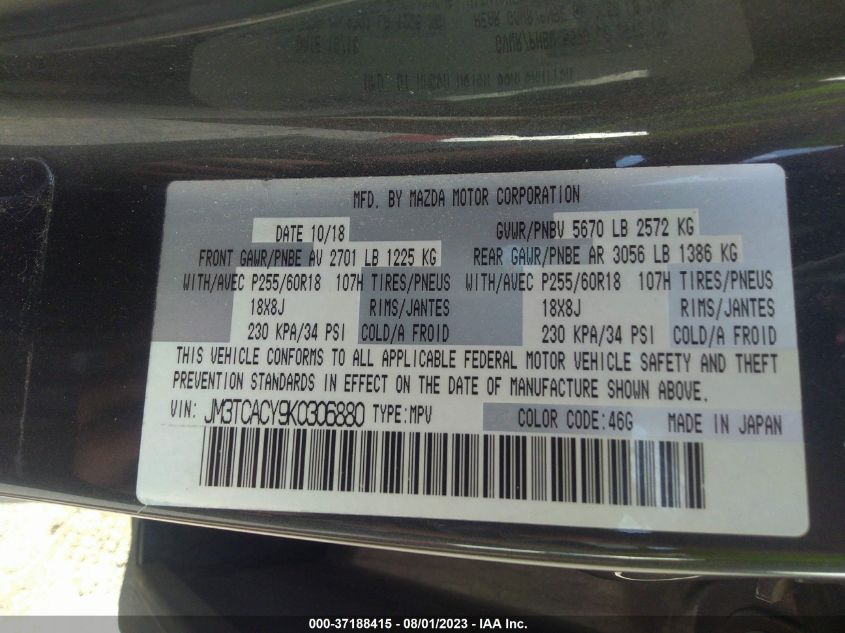 MFD. BY MAZDA MOTOR CORPORATION
DATE 10/18 GVWR/PNBV 5670 LB 2572 KG
FRONT GAWR/PNBE AV 2701 LB 1225 KG REAR GAWR/PNBE AR 3056 LB 1386 KG
WITH/AVEC P255/60R18 107H TIRES/PNEUS WITH/AVEC P255/60R18 107H TIRES/PNEUS
18X8J RIMS/JANTES 18X8J RIMS/JANTES
230 KPA/34 PSI COLD/A FROID 230 KPA/34 PSI COLD/A FROID
THIS VEHICLE CONFORMS TO ALL APPLICABLE FEDERAL MOTOR VEHICLE SAFETY AND THEFT
PREVENTION STANDARDS IN EFFECT ON THE DATE OF MANUFACTURE SHOWN ABOVE.
VIN: JM3TCACY9K0306880 TYPE:MPV COLOR CODE:46G MADE IN JAPAN
000-37188415 - 08/01/2023 - IAA Inc.